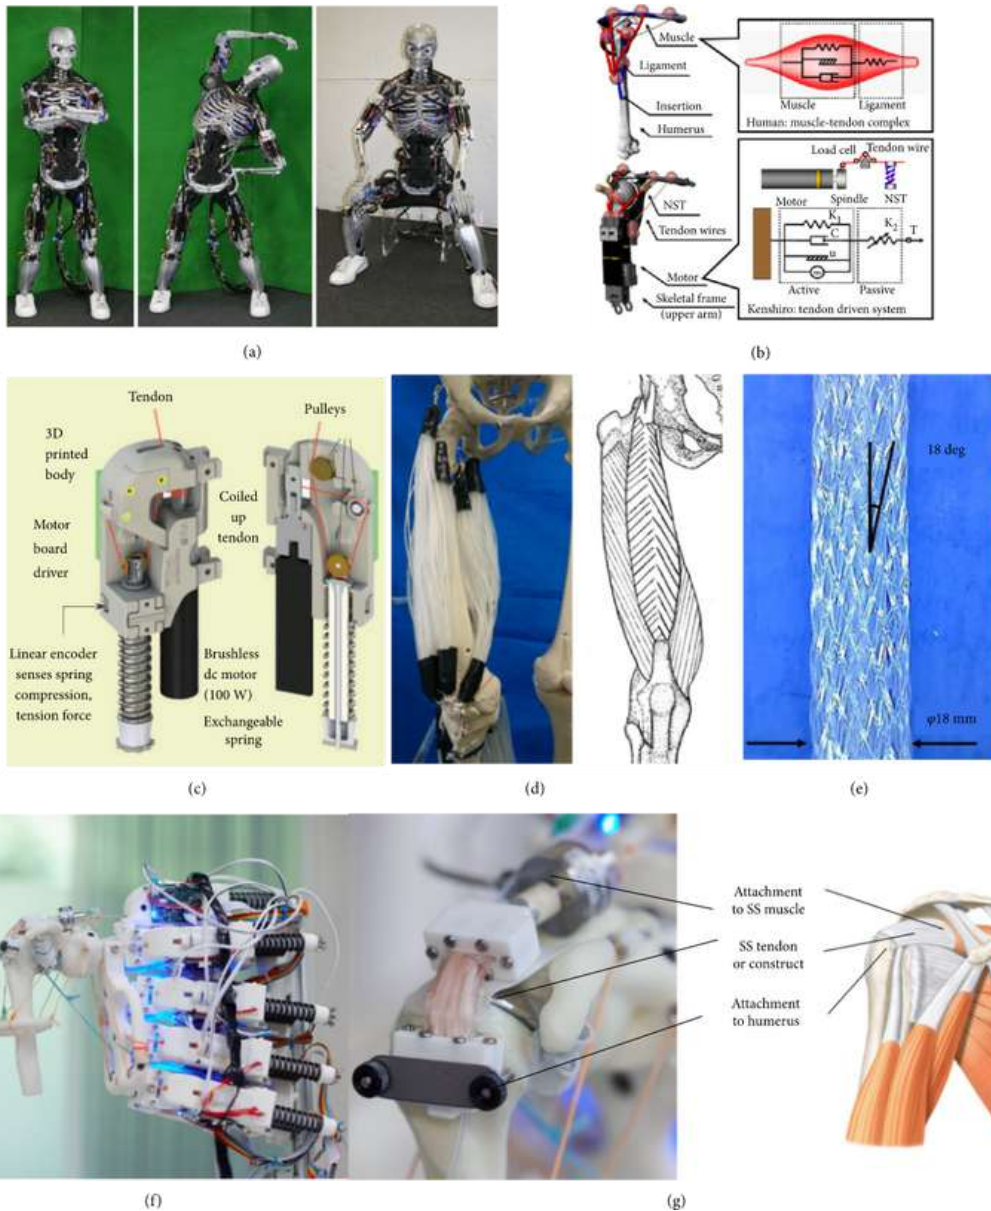 (a)
Muscle
Ligament
Insertion
Humerus
NST
Tendon wires
Motor
Skeletal frame
(upper arm)
Muscle
Ligament
Human: muscle-tendon complex
Load cell
Tendon wire
Motor
Spindle
NST
K1
C
u
K2
T
Active
Passive
Kenshiro: tendon driven system
(b)
Tendon
3D
printed
body
Motor
board
driver
Linear encoder
senses spring
compression,
tension force
Pulleys
Coiled
up
tendon
Brushless
dc motor
(100 W)
Exchangeable
spring
(c)
(d)
18 deg
φ18 mm
(e)
(f)
Attachment
to SS muscle
SS tendon
or construct
Attachment
to humerus
(g)